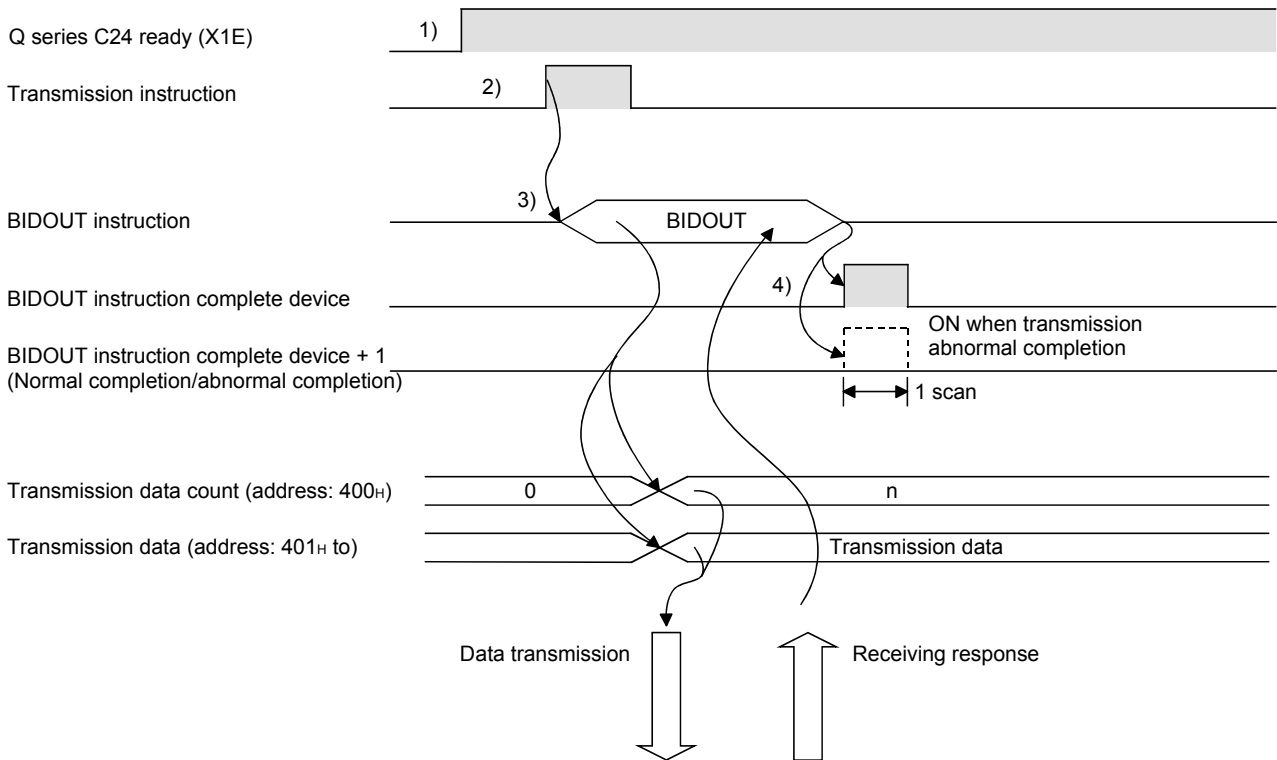 Q series C24 ready (X1E)
1)
Transmission instruction
2)
BIDOUT instruction
3)
BIDOUT
BIDOUT instruction complete device
4)
BIDOUT instruction complete device + 1
(Normal completion/abnormal completion)
ON when transmission
abnormal completion
1 scan
Transmission data count (address: 400H)
0
n
Transmission data (address: 401H to)
Transmission data
Data transmission
Receiving response